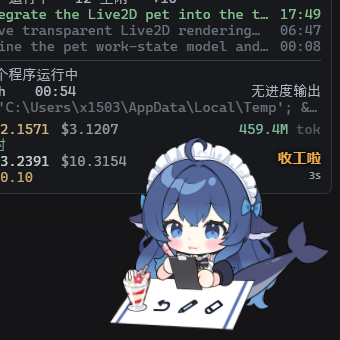 egrate the Live2D pet into the t… 17:49
ve transparent Live2D rendering… 06:47
ine the pet work-state model and… 00:08
个程序运行中
h 00:54 无进度输出
'C:\Users\x1503\AppData\Local\Temp'; &…
2.1571 $3.1207 459.4M tok
时
3.2391 $10.3154 收工啦
0.10 3s